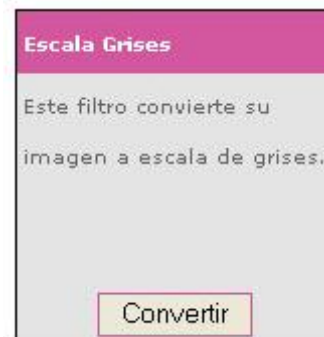 Escala Grises
Este filtro convierte su
imagen a escala de grises.
Convertir